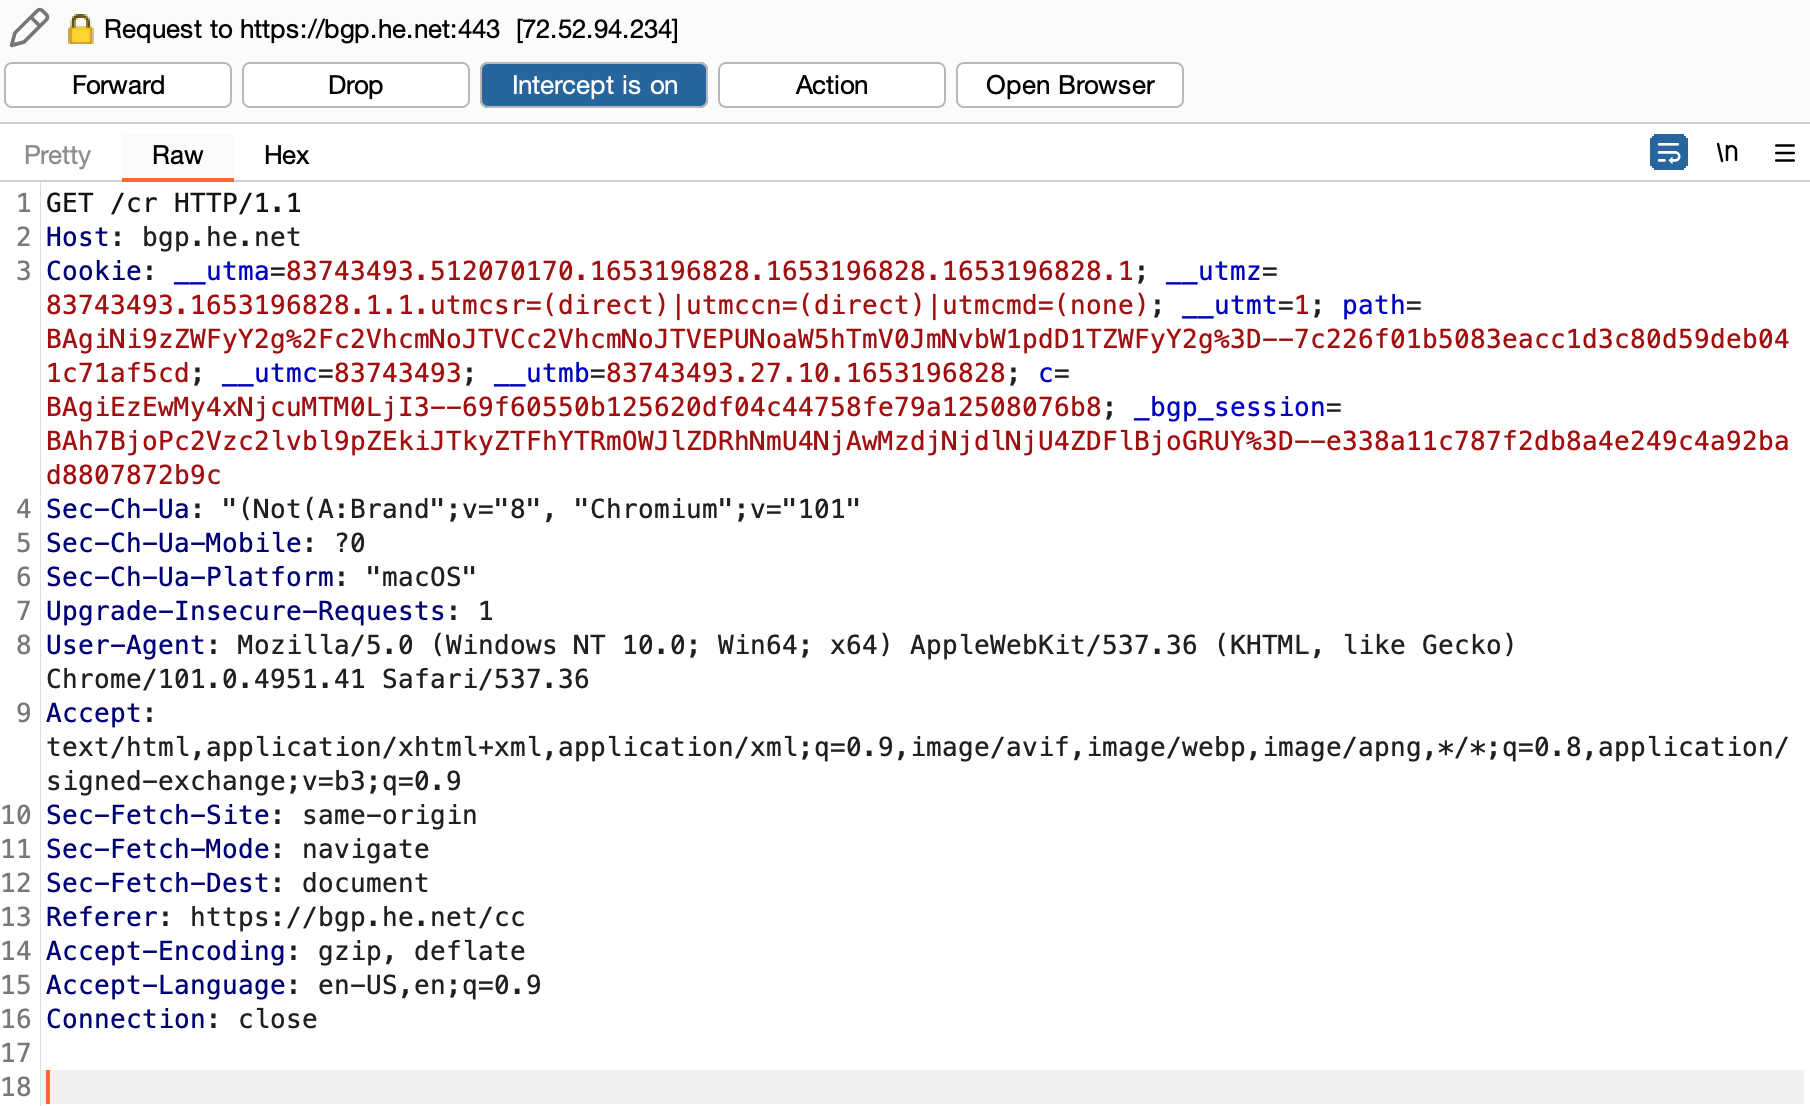 Request to https://bgp.he.net:443 [72.52.94.234]
Forward Drop Intercept is on Action Open Browser
Pretty Raw Hex \n
1 GET /cr HTTP/1.1
2 Host: bgp.he.net
3 Cookie: __utma=83743493.512070170.1653196828.1653196828.1653196828.1; __utmz=
83743493.1653196828.1.1.utmcsr=(direct)|utmccn=(direct)|utmcmd=(none); __utmt=1; path=
BAgiNi9zZWFyY2g%2Fc2VhcmNoJTVCc2VhcmNoJTVEPUNoaW5hTmV0JmNvbW1pdD1TZWFyY2g%3D--7c226f01b5083eacc1d3c80d59deb04
1c71af5cd; __utmc=83743493; __utmb=83743493.27.10.1653196828; c=
BAgiEzEwMy4xNjcuMTM0LjI3--69f60550b125620df04c44758fe79a12508076b8; _bgp_session=
BAh7BjoPc2Vzc2lvbl9pZEkiJTkyZTFhYTRmOWJlZDRhNmU4NjAwMzdjNjdlNjU4ZDFlBjoGRUY%3D--e338a11c787f2db8a4e249c4a92ba
d8807872b9c
4 Sec-Ch-Ua: "(Not(A:Brand";v="8", "Chromium";v="101"
5 Sec-Ch-Ua-Mobile: ?0
6 Sec-Ch-Ua-Platform: "macOS"
7 Upgrade-Insecure-Requests: 1
8 User-Agent: Mozilla/5.0 (Windows NT 10.0; Win64; x64) AppleWebKit/537.36 (KHTML, like Gecko)
Chrome/101.0.4951.41 Safari/537.36
9 Accept:
text/html,application/xhtml+xml,application/xml;q=0.9,image/avif,image/webp,image/apng,*/*;q=0.8,application/
signed-exchange;v=b3;q=0.9
10 Sec-Fetch-Site: same-origin
11 Sec-Fetch-Mode: navigate
12 Sec-Fetch-Dest: document
13 Referer: https://bgp.he.net/cc
14 Accept-Encoding: gzip, deflate
15 Accept-Language: en-US,en;q=0.9
16 Connection: close
17
18